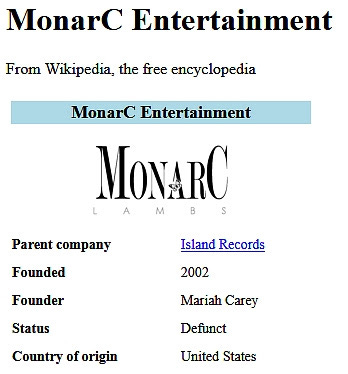 MonarC Entertainment
From Wikipedia, the free encyclopedia
MonarC Entertainment
MONARC
LAMBS
Parent company Island Records
Founded 2002
Founder Mariah Carey
Status Defunct
Country of origin United States